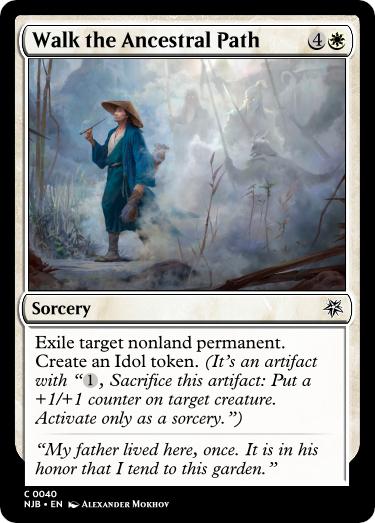 Walk the Ancestral Path 4
Sorcery
Exile target nonland permanent.
Create an Idol token. (It's an artifact
with “1, Sacrifice this artifact: Put a
+1/+1 counter on target creature.
Activate only as a sorcery.”)
“My father lived here, once. It is in his
honor that I tend to this garden.”
C 0040
NJB • EN Alexander Mokhov